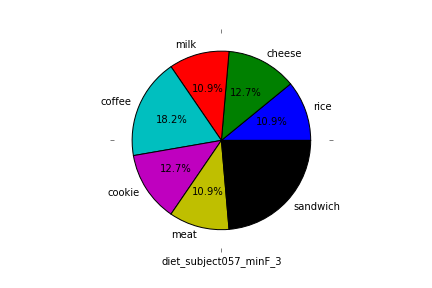 milk
cheese
10.9%
12.7%
coffee
rice
18.2%
10.9%
12.7%
10.9%
cookie
sandwich
meat
diet_subject057_minF_3